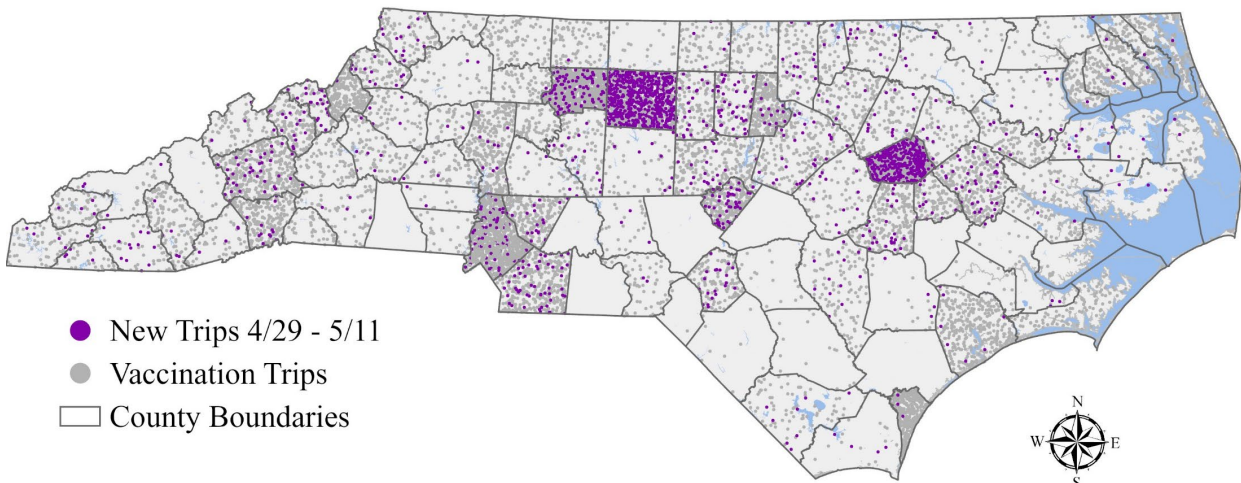 New Trips 4/29 - 5/11
Vaccination Trips
County Boundaries
N
W E
S